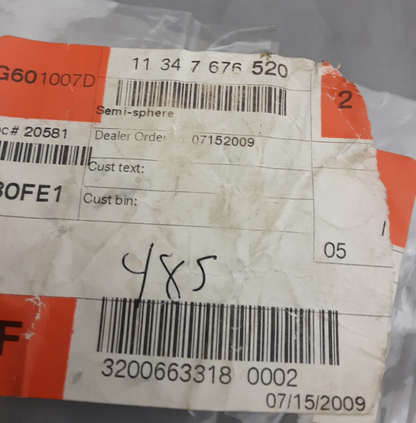 G601007D
11 34 7 676 520
2
Semi-sphere
c# 20581
Dealer Order 07152009
Cust text:
30FE1
Cust bin:
05
485
F
3200663318 0002
07/15/2009